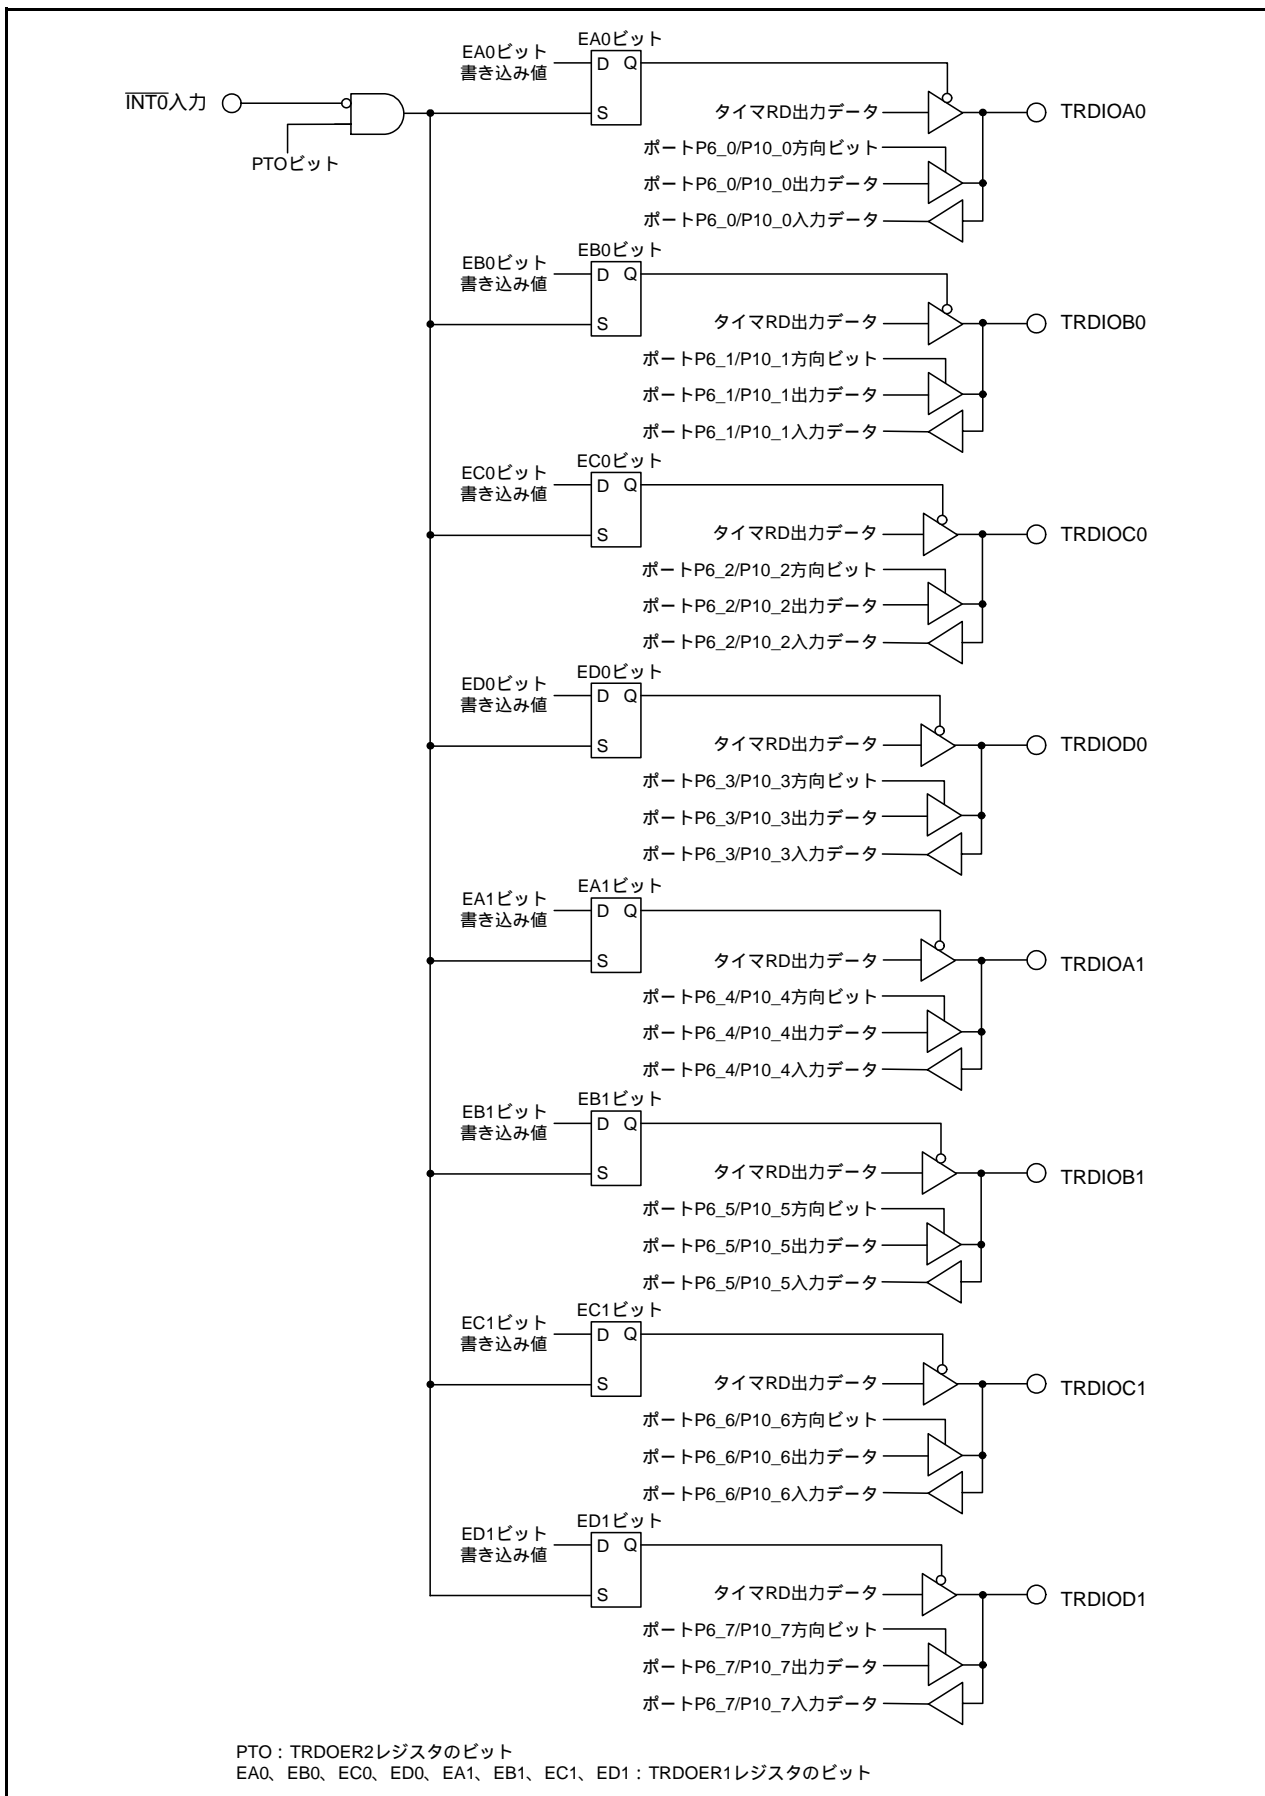 EA0ビット
EA0ビット
書き込み値
D Q
S
INT0入力
PTOビット
タイマRD出力データ
TRDIOA0
ポートP6_0/P10_0方向ビット
ポートP6_0/P10_0出力データ
ポートP6_0/P10_0入力データ
EB0ビット
EB0ビット
書き込み値
D Q
S
タイマRD出力データ
TRDIOB0
ポートP6_1/P10_1方向ビット
ポートP6_1/P10_1出力データ
ポートP6_1/P10_1入力データ
EC0ビット
EC0ビット
書き込み値
D Q
S
タイマRD出力データ
TRDIOC0
ポートP6_2/P10_2方向ビット
ポートP6_2/P10_2出力データ
ポートP6_2/P10_2入力データ
ED0ビット
ED0ビット
書き込み値
D Q
S
タイマRD出力データ
TRDIOD0
ポートP6_3/P10_3方向ビット
ポートP6_3/P10_3出力データ
ポートP6_3/P10_3入力データ
EA1ビット
EA1ビット
書き込み値
D Q
S
タイマRD出力データ
TRDIOA1
ポートP6_4/P10_4方向ビット
ポートP6_4/P10_4出力データ
ポートP6_4/P10_4入力データ
EB1ビット
EB1ビット
書き込み値
D Q
S
タイマRD出力データ
TRDIOB1
ポートP6_5/P10_5方向ビット
ポートP6_5/P10_5出力データ
ポートP6_5/P10_5入力データ
EC1ビット
EC1ビット
書き込み値
D Q
S
タイマRD出力データ
TRDIOC1
ポートP6_6/P10_6方向ビット
ポートP6_6/P10_6出力データ
ポートP6_6/P10_6入力データ
ED1ビット
ED1ビット
書き込み値
D Q
S
タイマRD出力データ
TRDIOD1
ポートP6_7/P10_7方向ビット
ポートP6_7/P10_7出力データ
ポートP6_7/P10_7入力データ
PTO：TRDOER2レジスタのビット
EA0、EB0、EC0、ED0、EA1、EB1、EC1、ED1：TRDOER1レジスタのビット